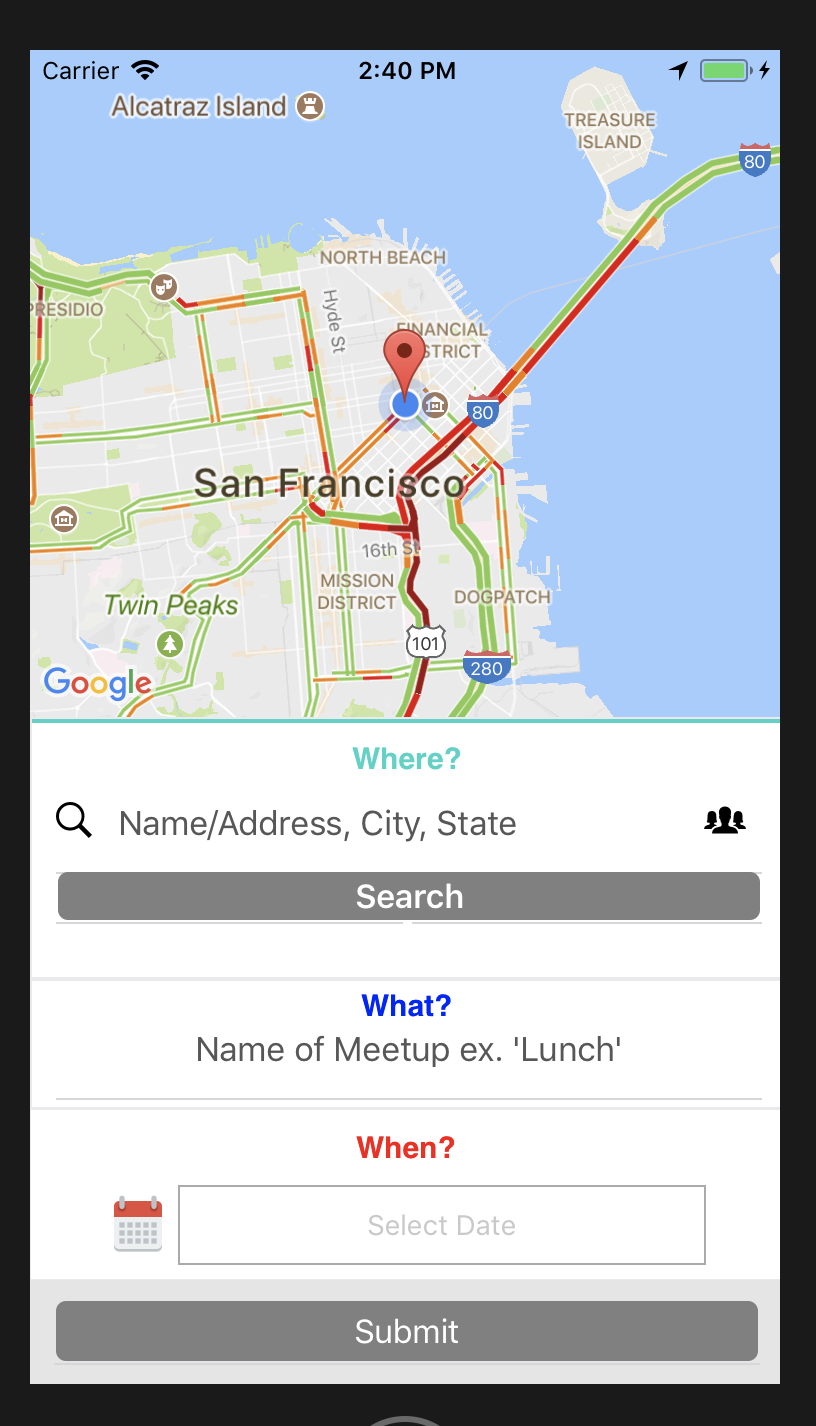 Carrier
2:40 PM
Alcatraz Island
TREASURE
ISLAND
80
NORTH BEACH
PRESIDIO
Hyde St
FINANCIAL
80
San Francisco
16th St
MISSION
DISTRICT
Twin Peaks
DOGPATCH
101
280
Google
Where?
Name/Address, City, State
Search
What?
Name of Meetup ex. 'Lunch'
When?
Select Date
Submit